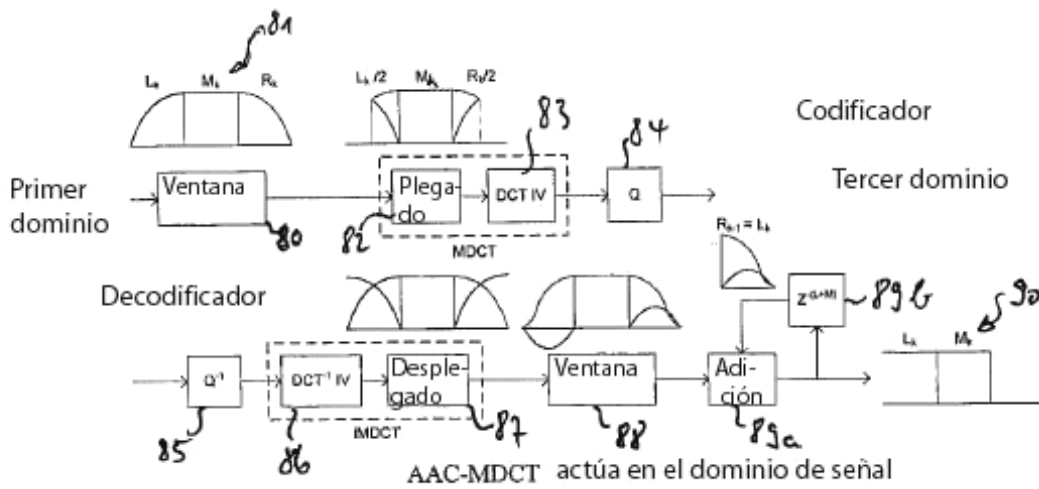 81
Lₖ Mₖ Rₖ
Lₖ/2 Mₖ Rₖ/2
83
84
Codificador
Primer dominio
Ventana
80
Plega-
do
82
DCT IV
MDCT
Q
Tercer dominio
Decodificador
Rₖ₋₁ = Lₖ
Z⁻⁽ᴸ⁺ᴹ⁾
89b
90
Lₖ Mₖ
Q⁻¹
85
DCT⁻¹ IV
86
Desple-
gado
87
IMDCT
Ventana
88
Adi-
ción
89a
AAC-MDCT actúa en el dominio de señal